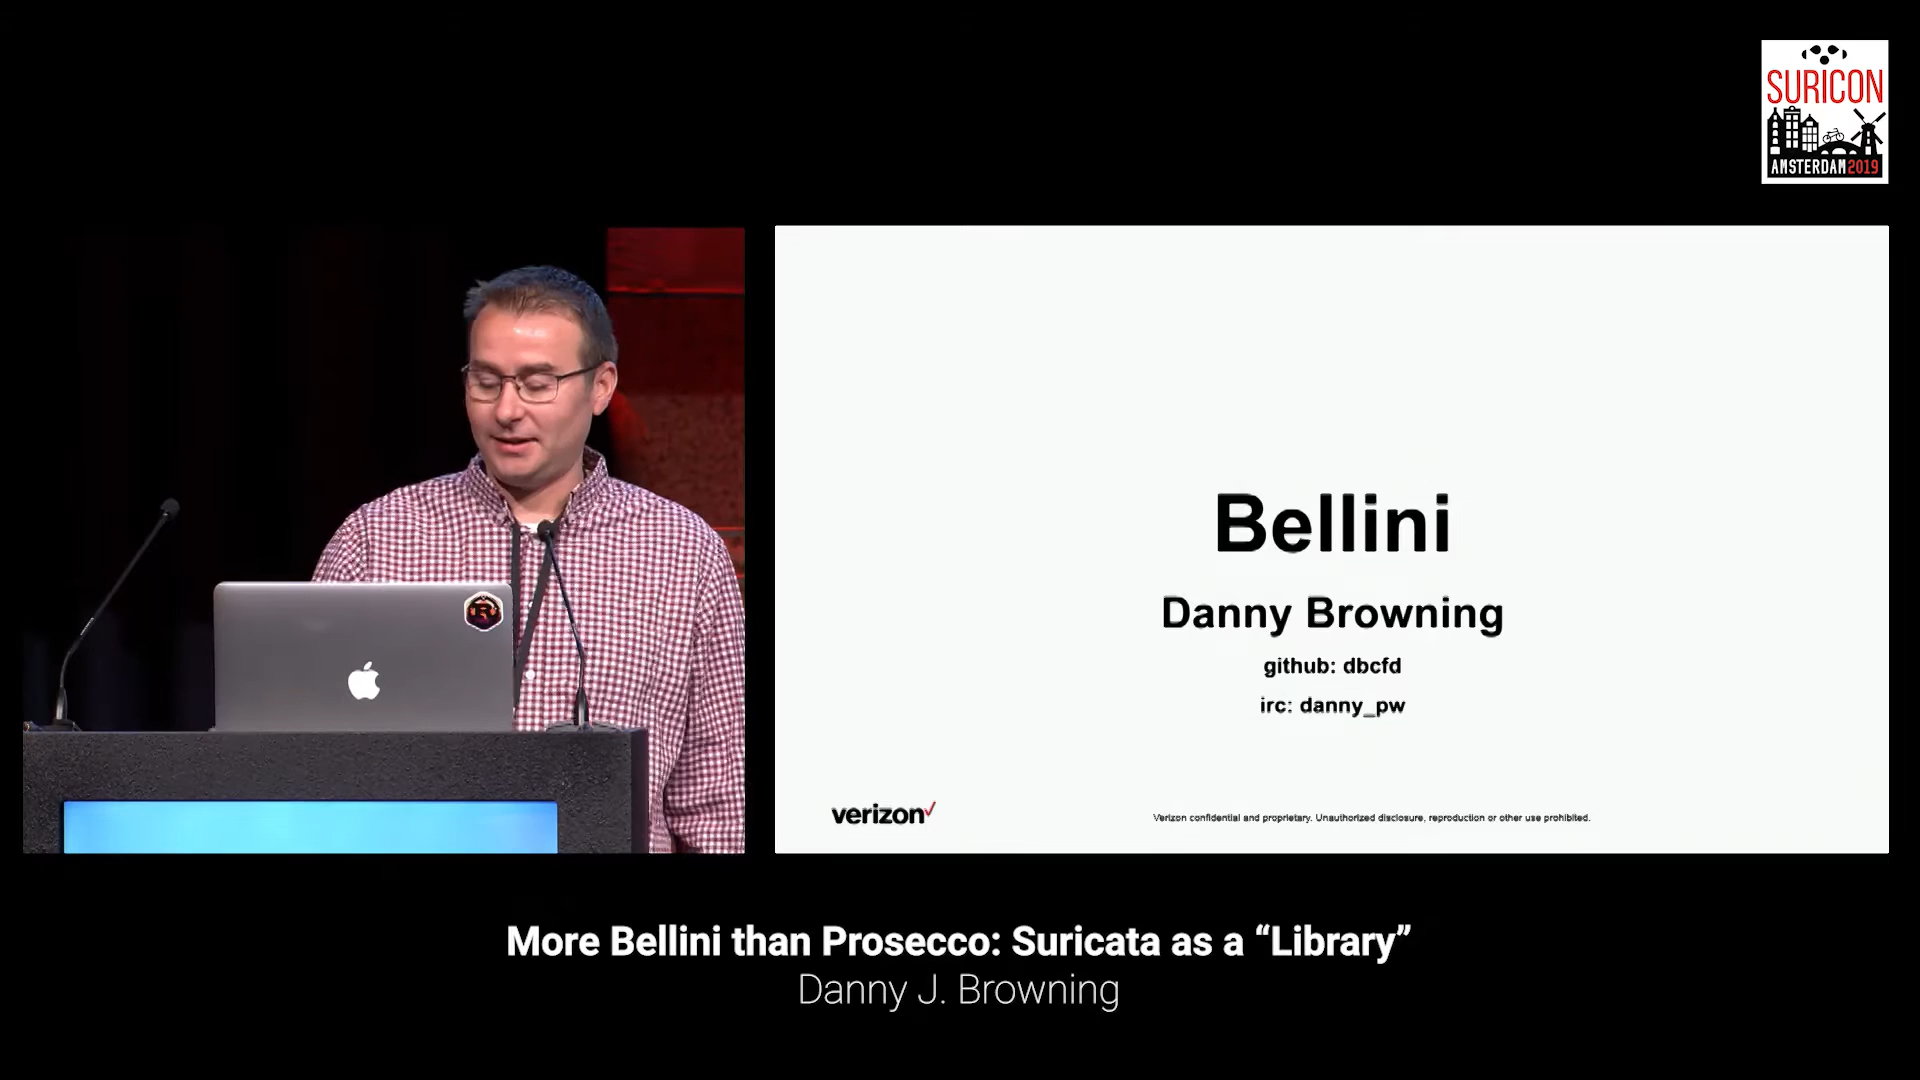 SURICON
AMSTERDAM 2019
Bellini
Danny Browning
github: dbcfd
irc: danny_pw
verizon
Verizon confidential and proprietary. Unauthorized disclosure, reproduction or other use prohibited.
R
More Bellini than Prosecco: Suricata as a “Library”
Danny J. Browning